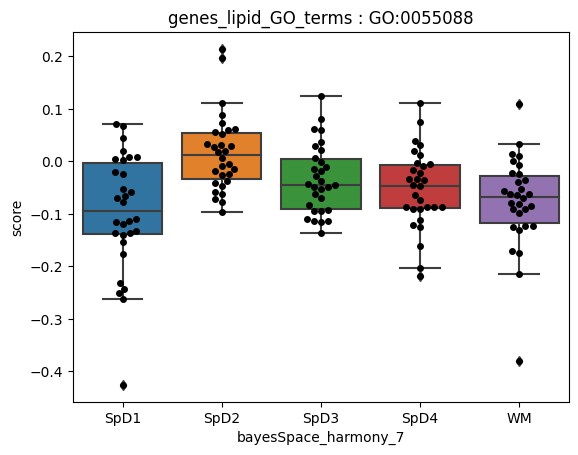 genes_lipid_GO_terms : GO:0055088
0.2
0.1
0.0
−0.1
−0.2
−0.3
−0.4
score
SpD1 SpD2 SpD3 SpD4 WM
bayesSpace_harmony_7